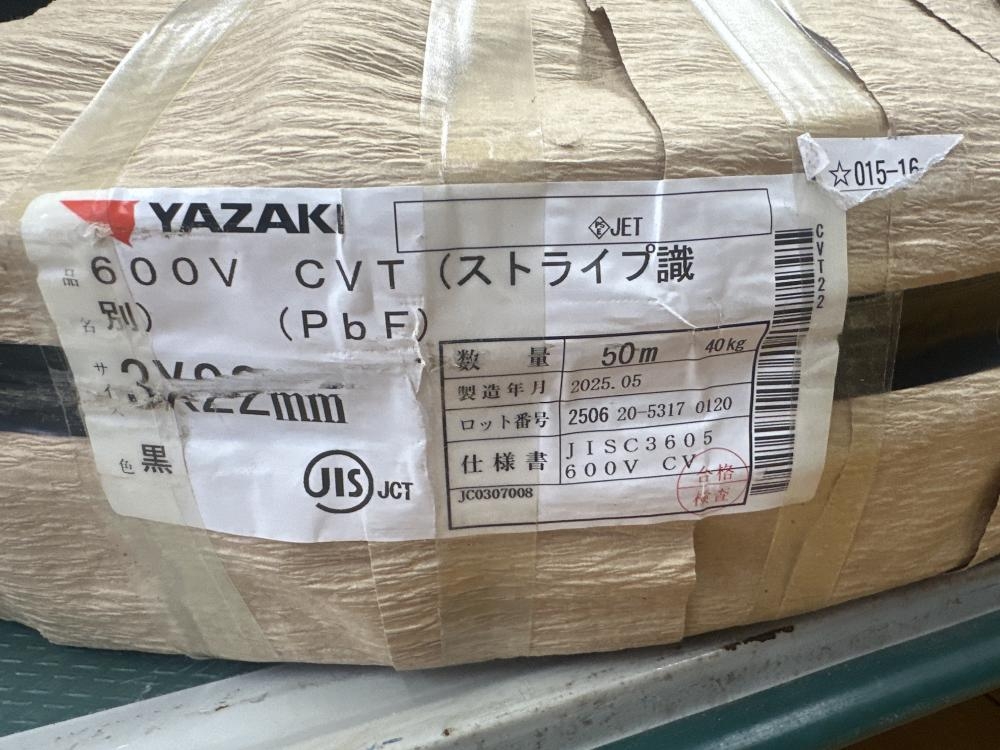 ☆015-16
YAZAKI
<PS>E JET
CVT22
品名
600V CVT (ストライプ識
別) (PbF)
サイズ
3X22mm
色 黒
JIS JCT
数量 50m 40kg
製造年月 2025.05
ロット番号 2506 20-5317 0120
仕様書 JISC3605
600V CV
JC0307008
合格
検査